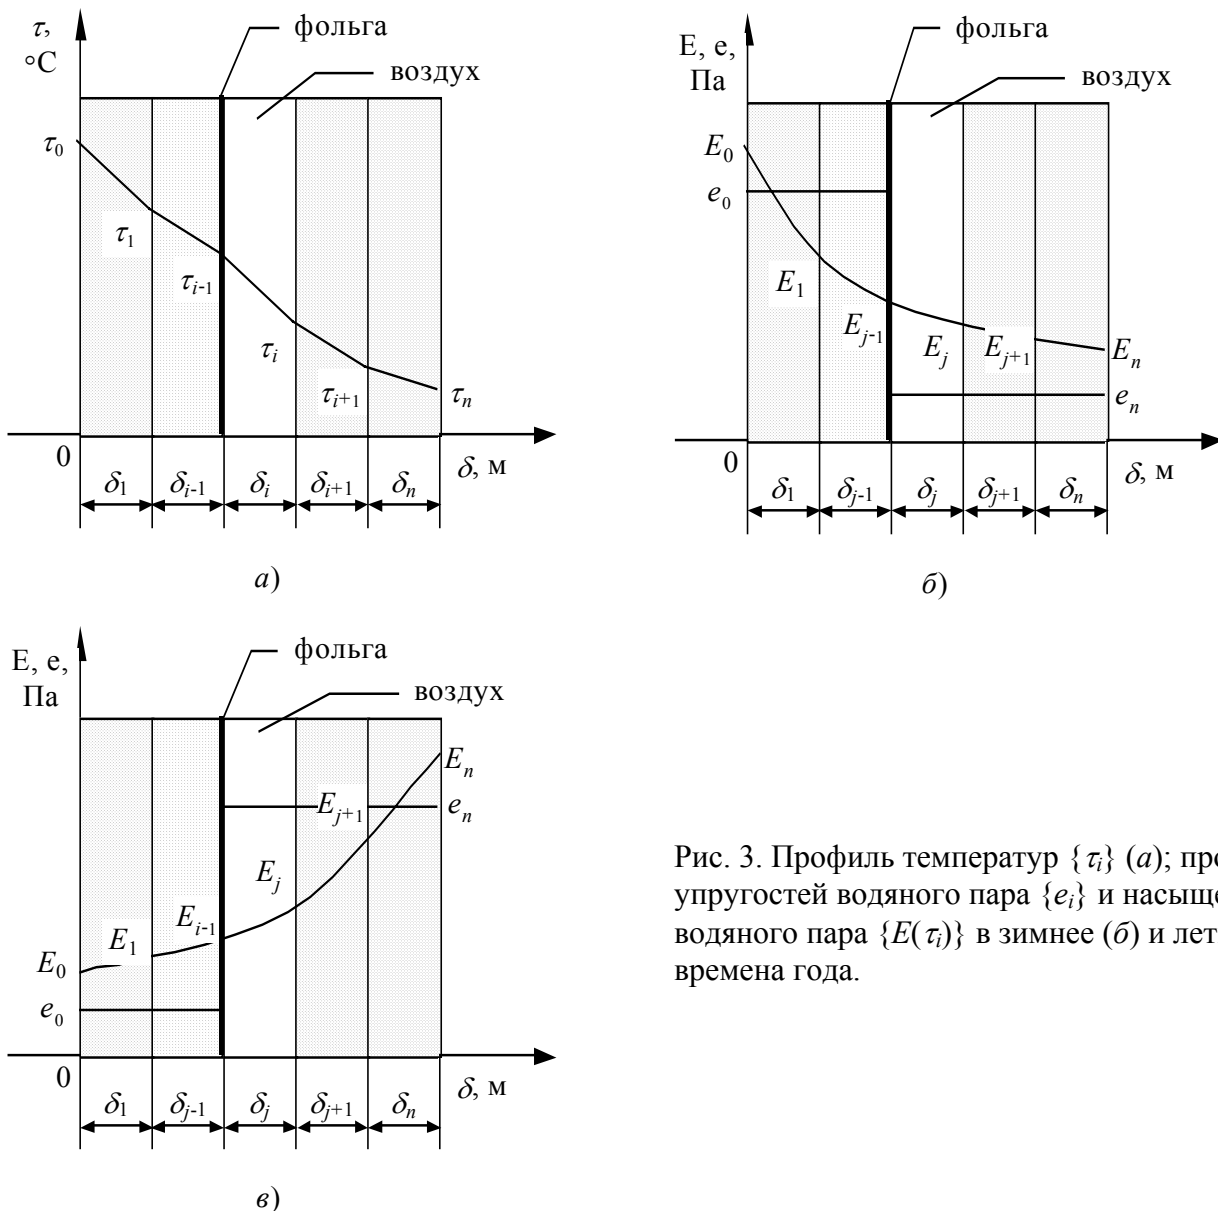 τ,
°C
фольга
воздух
τ0
τ1
τi-1
τi
τi+1
τn
0
δ, м
δ1 δi-1 δi δi+1 δn
а)
E, e,
Па
фольга
воздух
E0
e0
E1
Ej-1
Ej
Ej+1
En
en
0
δ, м
δ1 δj-1 δj δj+1 δn
б)
E, e,
Па
фольга
воздух
En
en
Ej+1
Ej
Ei-1
E1
E0
e0
0
δ, м
δ1 δj-1 δj δj+1 δn
в)
Рис. 3. Профиль температур {τi} (а); про
упругостей водяного пара {ei} и насыще
водяного пара {E(τi)} в зимнее (б) и лет
времена года.